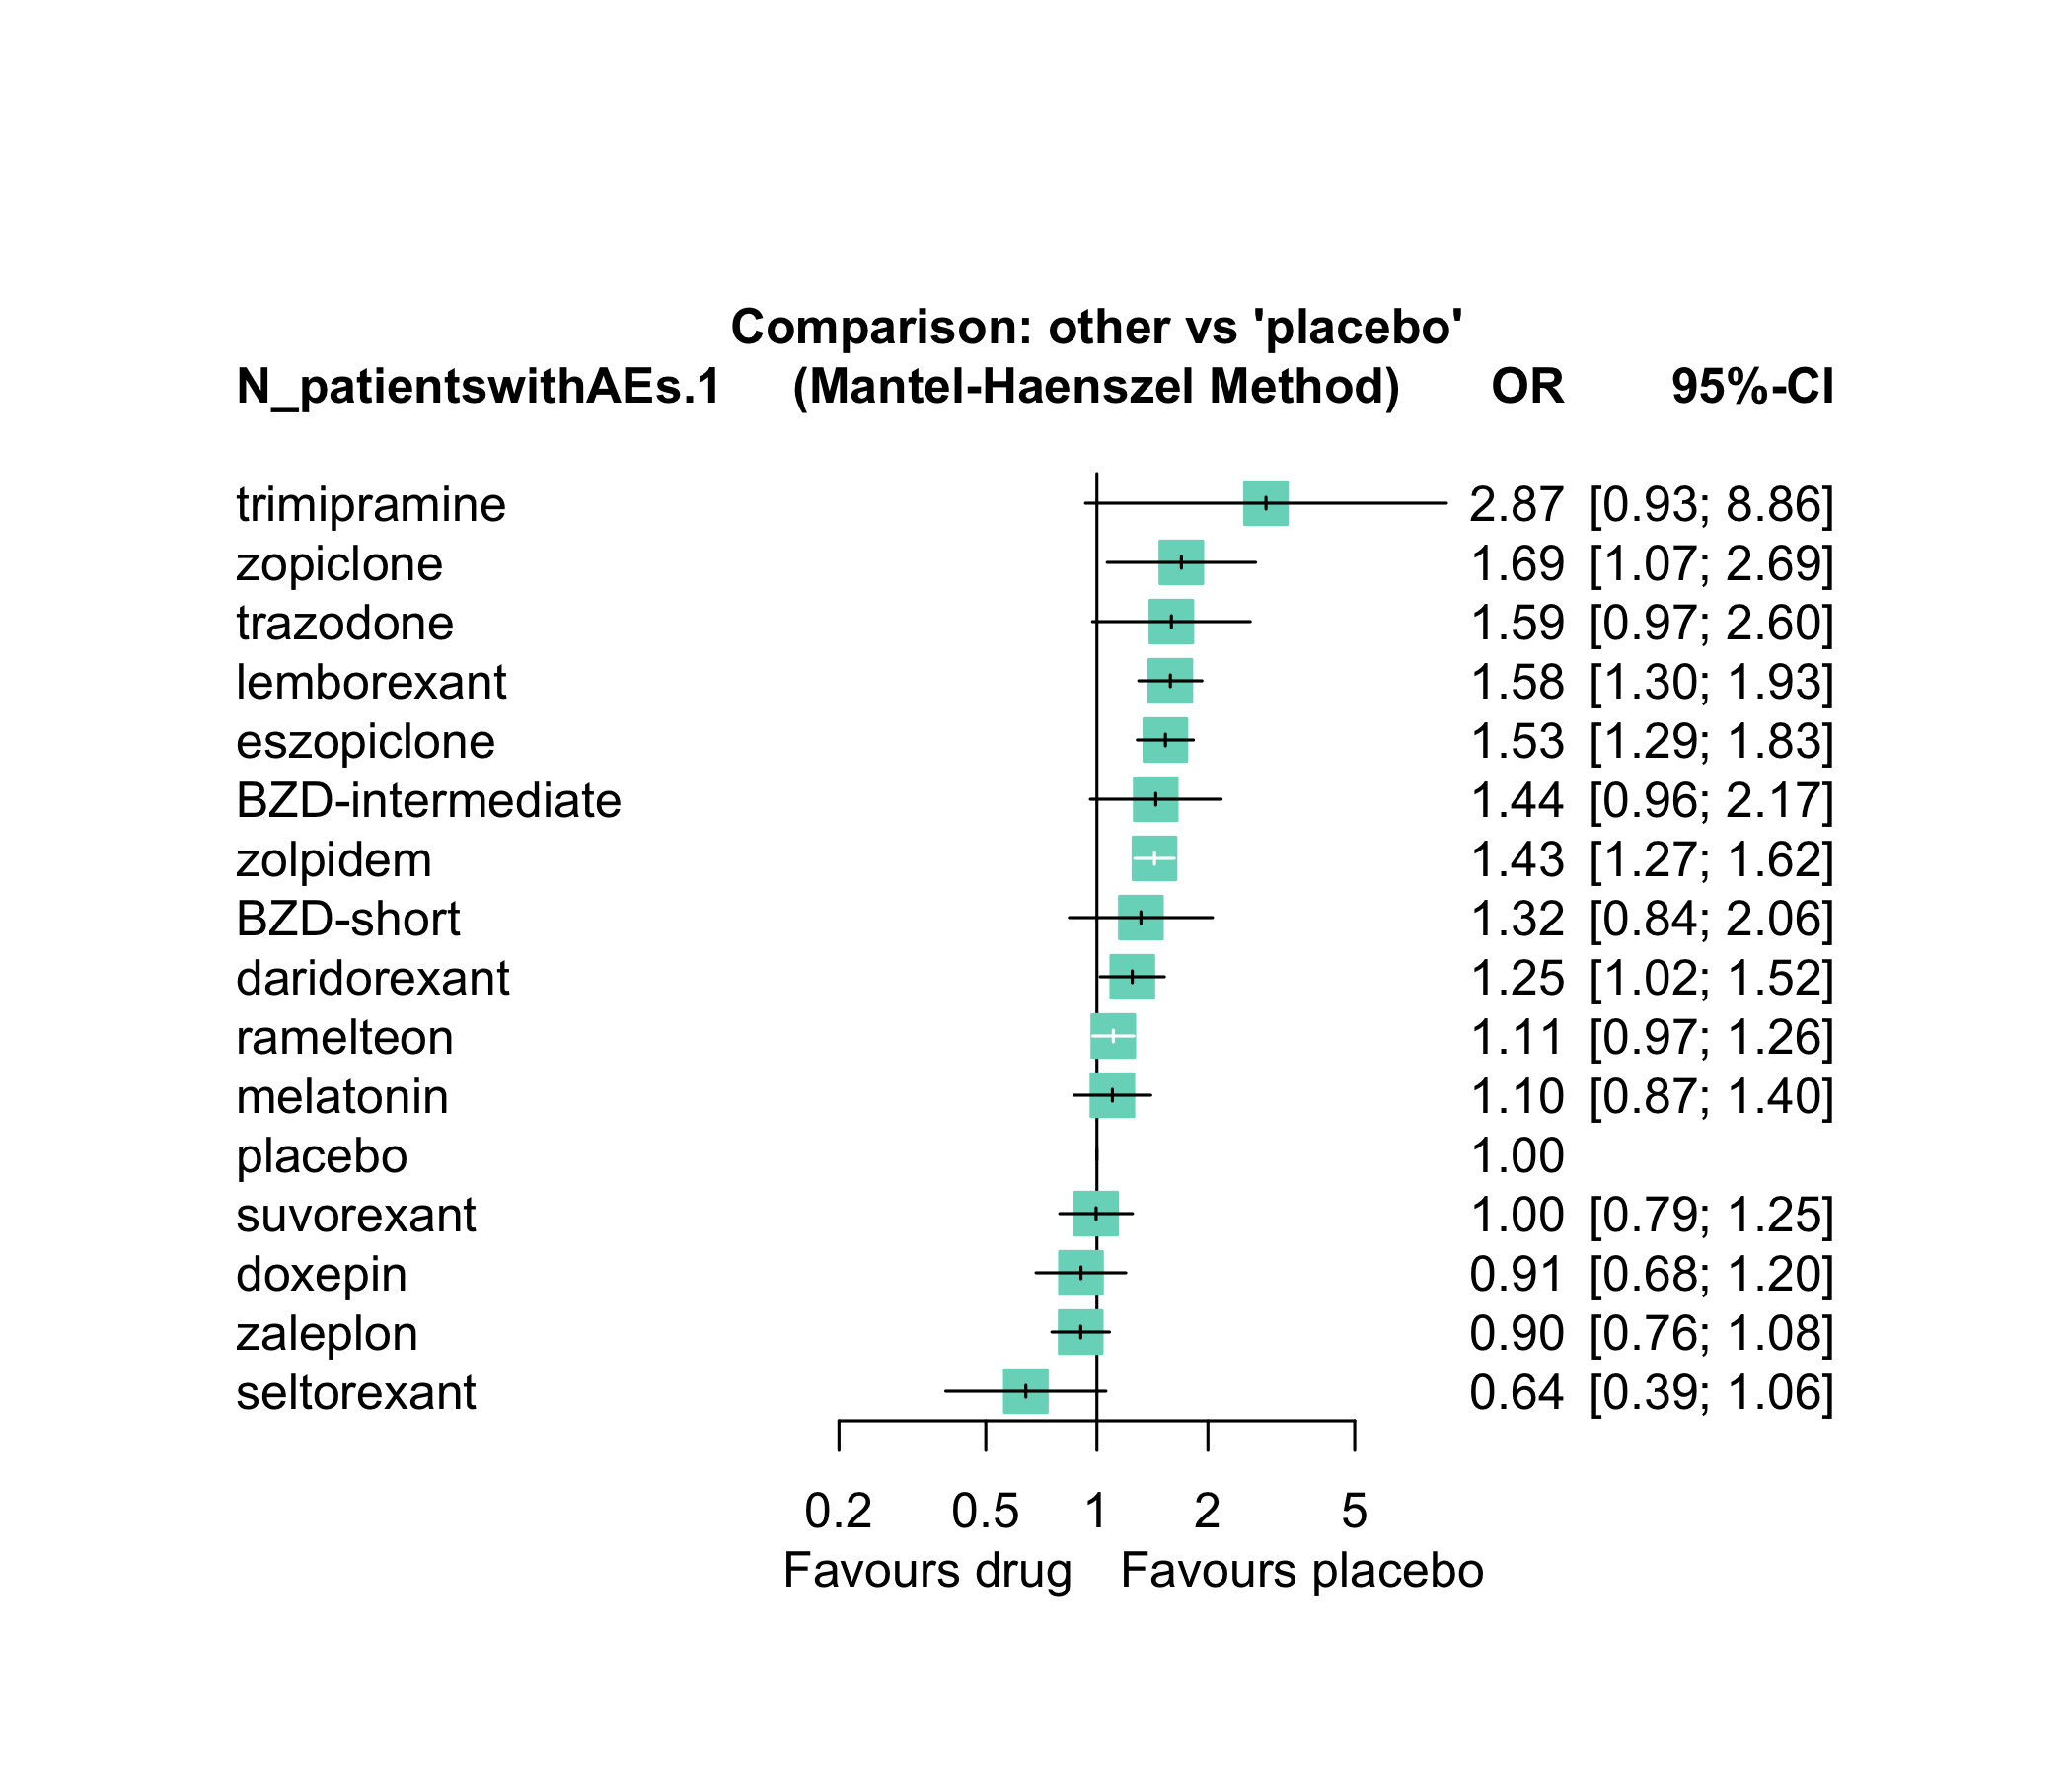 Comparison: other vs 'placebo'
N_patientswithAEs.1 (Mantel-Haenszel Method) OR 95%-CI
trimipramine 2.87 [0.93; 8.86]
zopiclone 1.69 [1.07; 2.69]
trazodone 1.59 [0.97; 2.60]
lemborexant 1.58 [1.30; 1.93]
eszopiclone 1.53 [1.29; 1.83]
BZD-intermediate 1.44 [0.96; 2.17]
zolpidem 1.43 [1.27; 1.62]
BZD-short 1.32 [0.84; 2.06]
daridorexant 1.25 [1.02; 1.52]
ramelteon 1.11 [0.97; 1.26]
melatonin 1.10 [0.87; 1.40]
placebo 1.00
suvorexant 1.00 [0.79; 1.25]
doxepin 0.91 [0.68; 1.20]
zaleplon 0.90 [0.76; 1.08]
seltorexant 0.64 [0.39; 1.06]
0.2 0.5 1 2 5
Favours drug Favours placebo